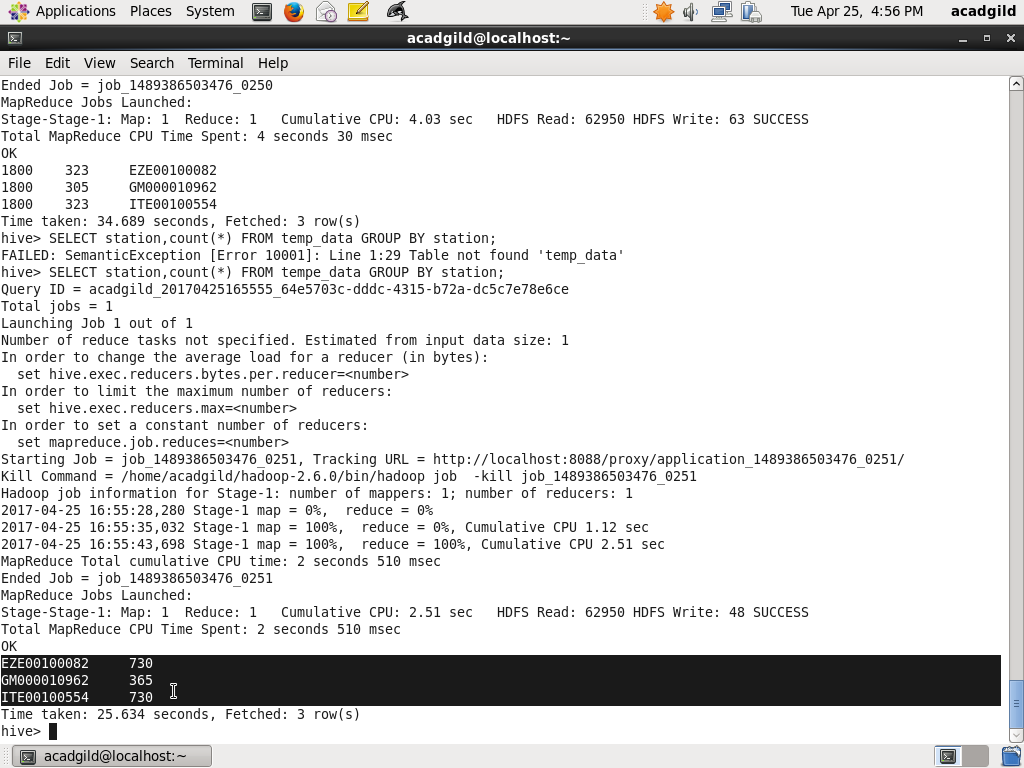 Applications Places System Tue Apr 25, 4:56 PM acadgild
acadgild@localhost:~
File Edit View Search Terminal Help
Ended Job = job_1489386503476_0250
MapReduce Jobs Launched:
Stage-Stage-1: Map: 1  Reduce: 1   Cumulative CPU: 4.03 sec   HDFS Read: 62950 HDFS Write: 63 SUCCESS
Total MapReduce CPU Time Spent: 4 seconds 30 msec
OK
1800    323     EZE00100082
1800    305     GM000010962
1800    323     ITE00100554
Time taken: 34.689 seconds, Fetched: 3 row(s)
hive> SELECT station,count(*) FROM temp_data GROUP BY station;
FAILED: SemanticException [Error 10001]: Line 1:29 Table not found 'temp_data'
hive> SELECT station,count(*) FROM tempe_data GROUP BY station;
Query ID = acadgild_20170425165555_64e5703c-dddc-4315-b72a-dc5c7e78e6ce
Total jobs = 1
Launching Job 1 out of 1
Number of reduce tasks not specified. Estimated from input data size: 1
In order to change the average load for a reducer (in bytes):
  set hive.exec.reducers.bytes.per.reducer=<number>
In order to limit the maximum number of reducers:
  set hive.exec.reducers.max=<number>
In order to set a constant number of reducers:
  set mapreduce.job.reduces=<number>
Starting Job = job_1489386503476_0251, Tracking URL = http://localhost:8088/proxy/application_1489386503476_0251/
Kill Command = /home/acadgild/hadoop-2.6.0/bin/hadoop job  -kill job_1489386503476_0251
Hadoop job information for Stage-1: number of mappers: 1; number of reducers: 1
2017-04-25 16:55:28,280 Stage-1 map = 0%,  reduce = 0%
2017-04-25 16:55:35,032 Stage-1 map = 100%,  reduce = 0%, Cumulative CPU 1.12 sec
2017-04-25 16:55:43,698 Stage-1 map = 100%,  reduce = 100%, Cumulative CPU 2.51 sec
MapReduce Total cumulative CPU time: 2 seconds 510 msec
Ended Job = job_1489386503476_0251
MapReduce Jobs Launched:
Stage-Stage-1: Map: 1  Reduce: 1   Cumulative CPU: 2.51 sec   HDFS Read: 62950 HDFS Write: 48 SUCCESS
Total MapReduce CPU Time Spent: 2 seconds 510 msec
OK
EZE00100082     730
GM000010962     365
ITE00100554     730
Time taken: 25.634 seconds, Fetched: 3 row(s)
hive>
acadgild@localhost:~